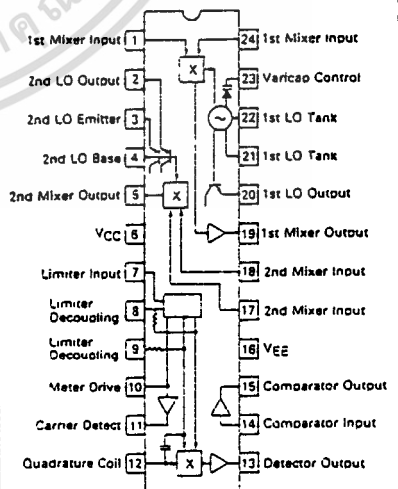 1st Mixer Input 1 24 1st Mixer Input
2nd LO Output 2 23 Varicap Control
2nd LO Emitter 3 22 1st LO Tank
2nd LO Base 4 21 1st LO Tank
2nd Mixer Output 5 20 1st LO Output
VCC 6 19 1st Mixer Output
Limiter Input 7 18 2nd Mixer Input
Limiter Decoupling 8 17 2nd Mixer Input
Limiter Decoupling 9 16 VEE
Meter Drive 10 15 Comparator Output
Carrier Detect 11 14 Comparator Input
Quadrature Coil 12 13 Detector Output
X
X
X